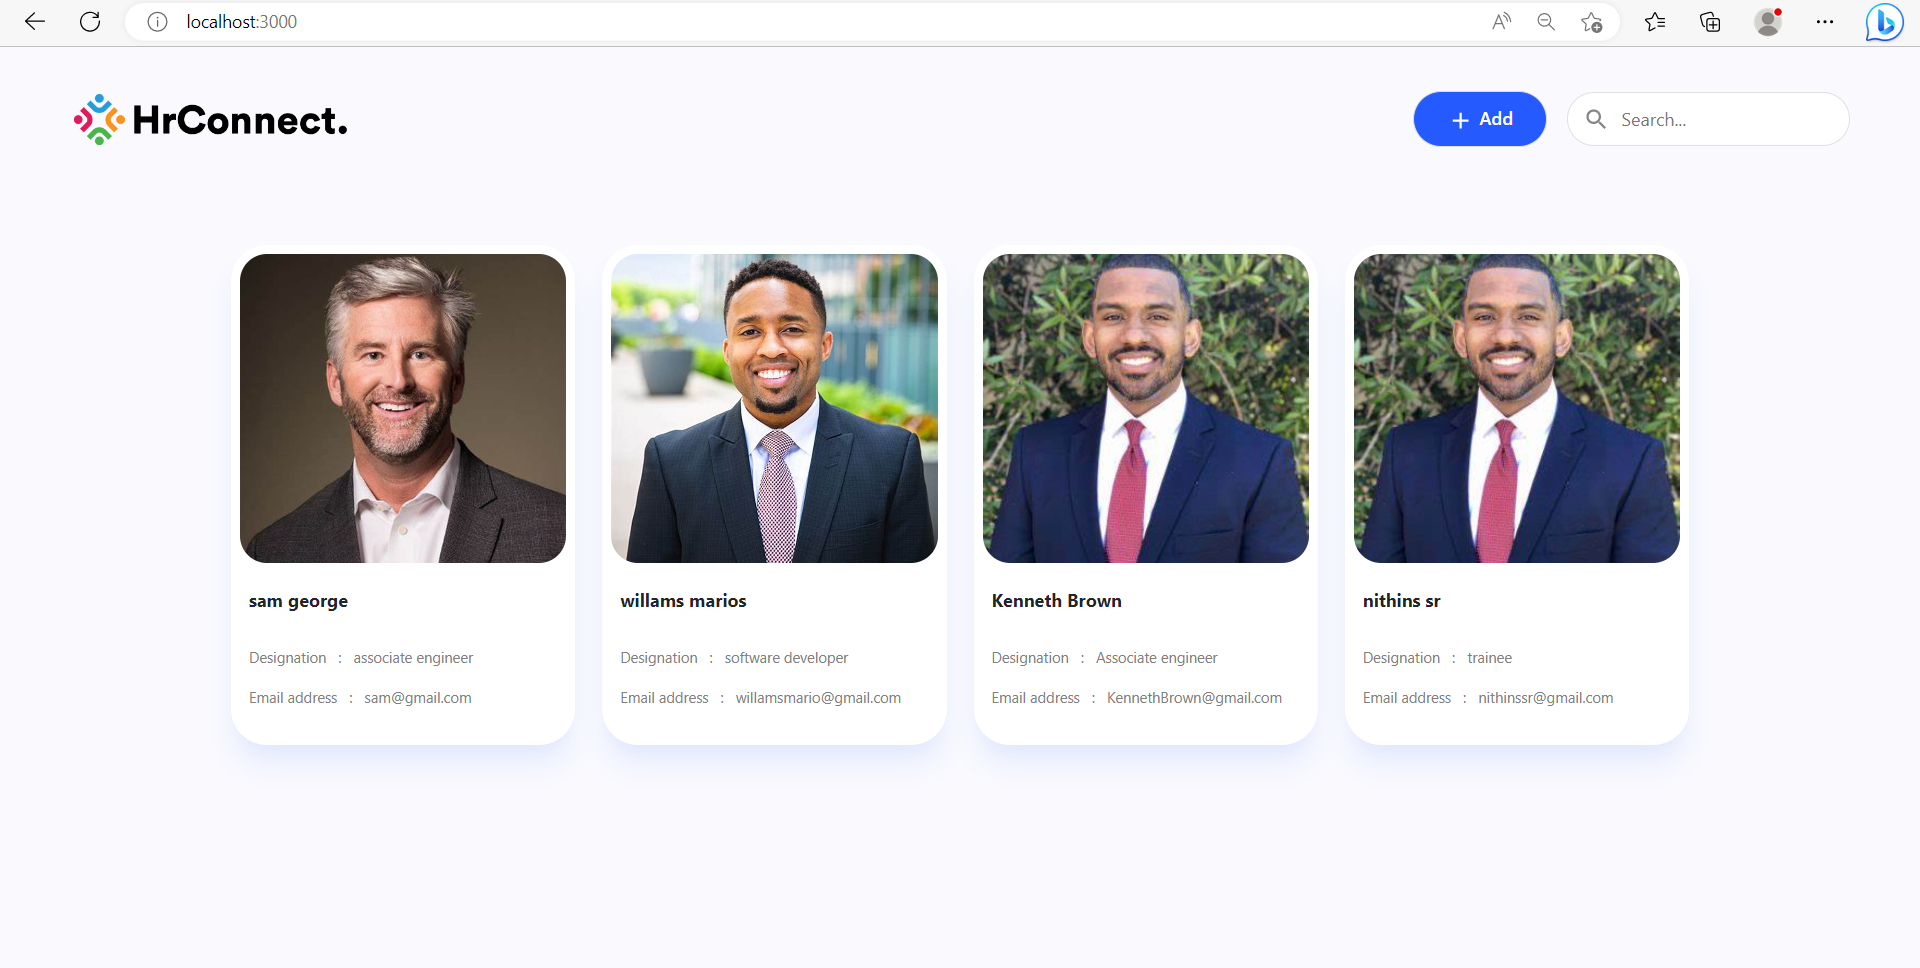 localhost:3000
HrConnect.
+ Add
Search...
sam george
Designation : associate engineer
Email address : sam@gmail.com
willams marios
Designation : software developer
Email address : willamsmario@gmail.com
Kenneth Brown
Designation : Associate engineer
Email address : KennethBrown@gmail.com
nithins sr
Designation : trainee
Email address : nithinssr@gmail.com